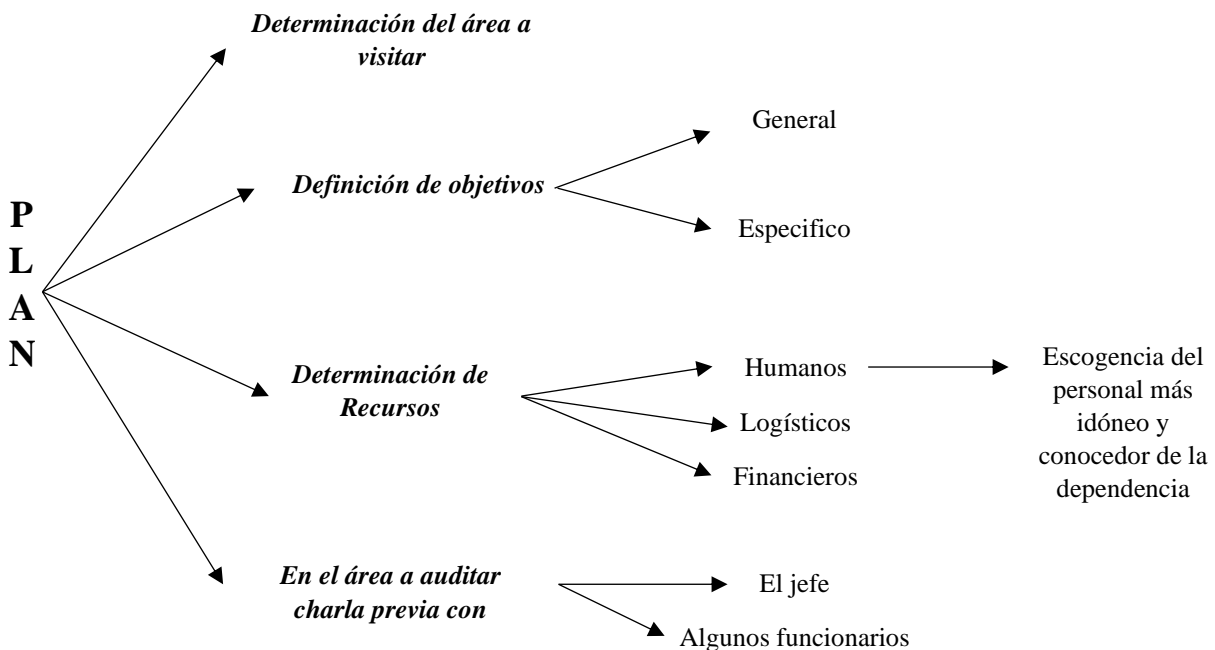 PLAN
Determinación del área a
visitar
Definición de objetivos
General
Especifico
Determinación de
Recursos
Humanos
Logísticos
Financieros
Escogencia del
personal más
idóneo y
conocedor de la
dependencia
En el área a auditar
charla previa con
El jefe
Algunos funcionarios